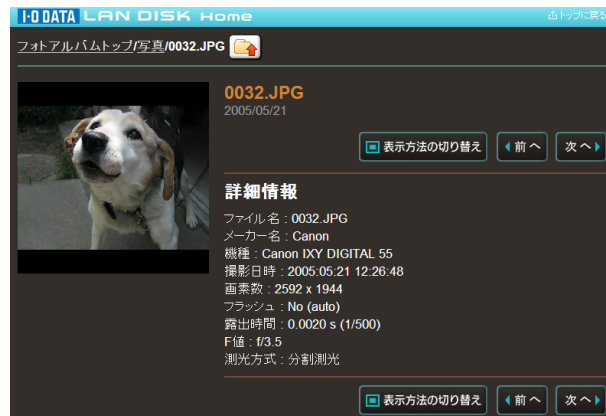 I-O DATA LAN DISK Home
トップに戻る
フォトアルバムトップ/写真/0032.JPG
0032.JPG
2005/05/21
表示方法の切り替え 前へ 次へ
詳細情報
ファイル名 : 0032.JPG
メーカー名 : Canon
機種 : Canon IXY DIGITAL 55
撮影日時 : 2005:05:21 12:26:48
画素数 : 2592 x 1944
フラッシュ : No (auto)
露出時間 : 0.0020 s (1/500)
F値 : f/3.5
測光方式 : 分割測光
表示方法の切り替え 前へ 次へ